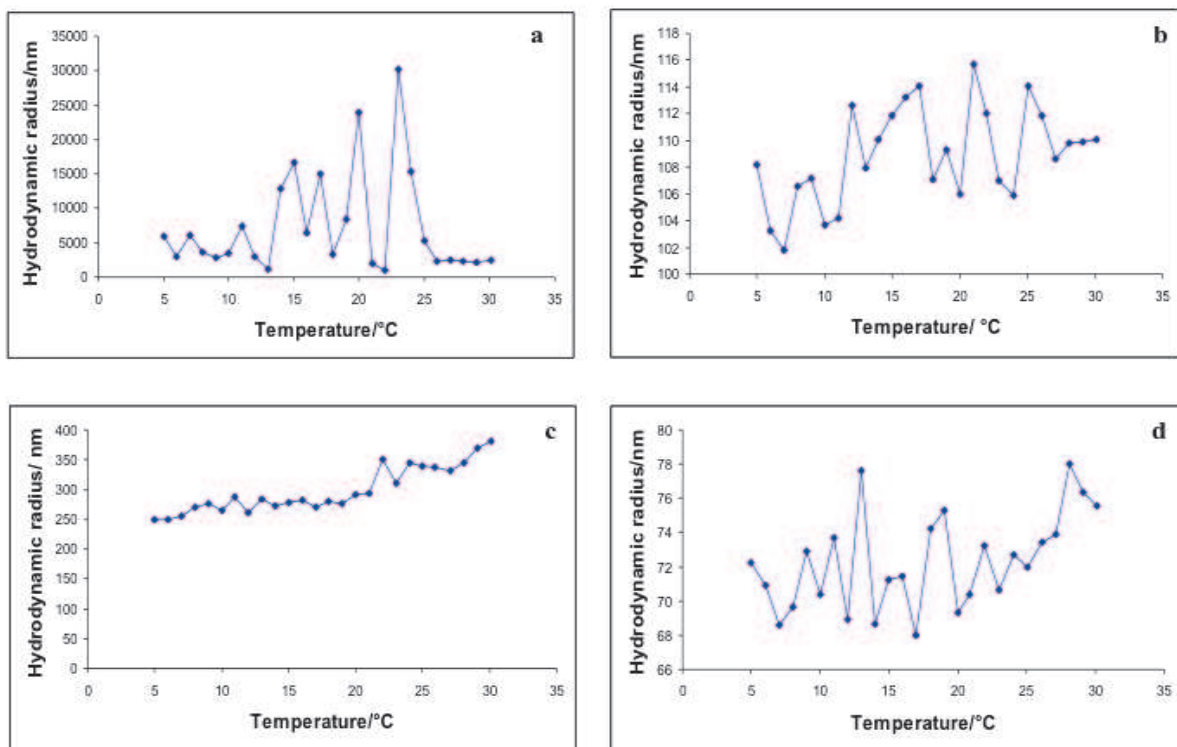 a
Hydrodynamic radius/nm
35000
30000
25000
20000
15000
10000
5000
0
0 5 10 15 20 25 30 35
Temperature/°C
b
Hydrodynamic radius/nm
118
116
114
112
110
108
106
104
102
100
0 5 10 15 20 25 30 35
Temperature/ °C
c
Hydrodynamic radius/ nm
400
350
300
250
200
150
100
50
0
0 5 10 15 20 25 30 35
Temperature/°C
d
Hydrodynamic radius/nm
80
78
76
74
72
70
68
66
0 5 10 15 20 25 30 35
Temperature/°C